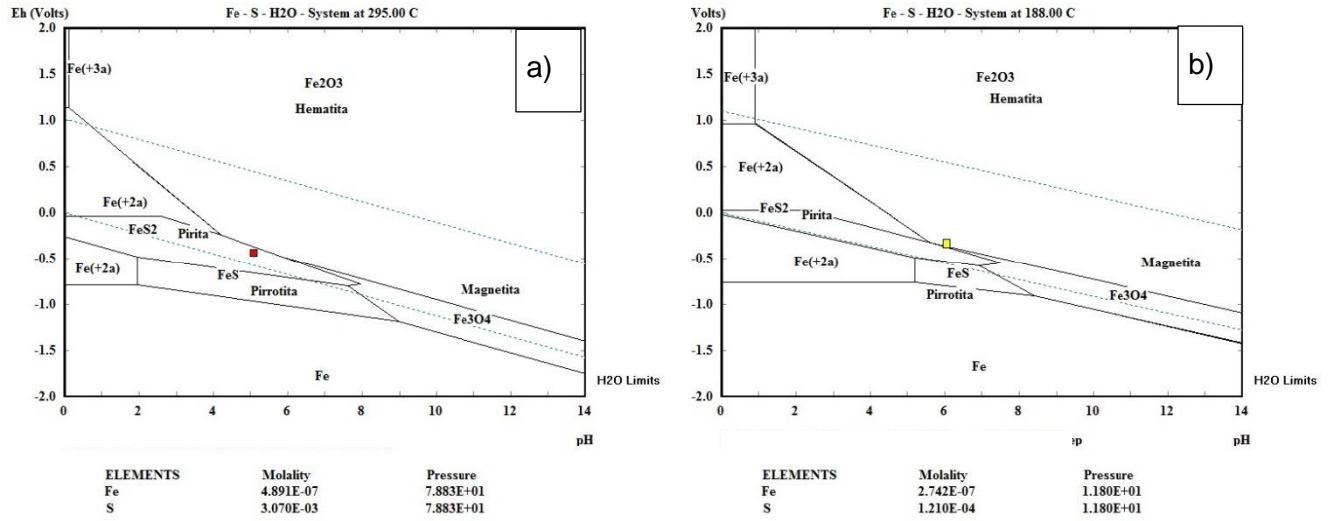 Eh (Volts)
Fe - S - H2O - System at 295.00 C
2.0
1.5
1.0
0.5
0.0
-0.5
-1.0
-1.5
-2.0
a)
Fe(+3a)
Fe2O3
Hematita
Fe(+2a)
FeS2
Pirita
Fe(+2a)
FeS
Pirrotita
Magnetita
Fe3O4
Fe
H2O Limits
0 2 4 6 8 10 12 14
pH
ELEMENTS Molality Pressure
Fe 4.891E-07 7.883E+01
S 3.070E-03 7.883E+01
Volts)
Fe - S - H2O - System at 188.00 C
2.0
1.5
1.0
0.5
0.0
-0.5
-1.0
-1.5
-2.0
b)
Fe(+3a)
Fe2O3
Hematita
Fe(+2a)
FeS2
Pirita
Fe(+2a)
FeS
Pirrotita
Magnetita
Fe3O4
Fe
H2O Limits
0 2 4 6 8 10 12 14
ep pH
ELEMENTS Molality Pressure
Fe 2.742E-07 1.180E+01
S 1.210E-04 1.180E+01